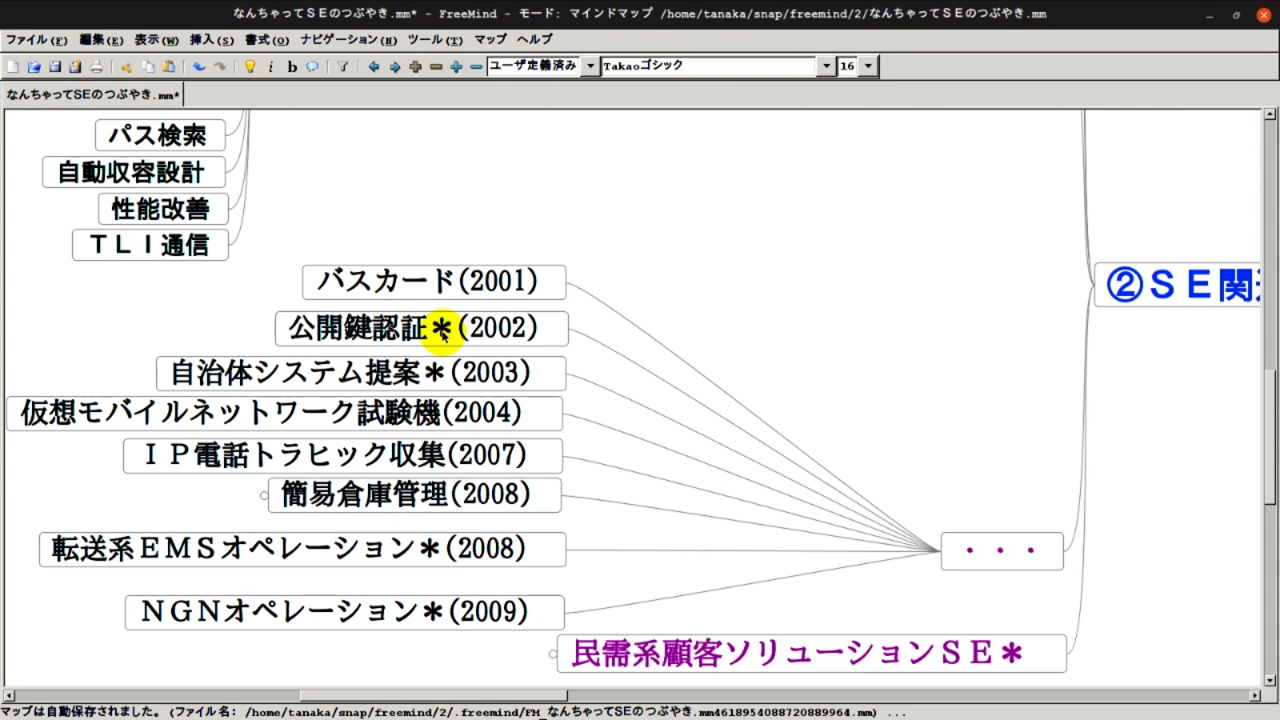 なんちゃってＳＥのつぶやき.mm* - FreeMind - モード: マインドマップ /home/tanaka/snap/freemind/2/なんちゃってＳＥのつぶやき.mm
ファイル(F) 編集(E) 表示(W) 挿入(S) 書式(O) ナビゲーション(N) ツール(T) マップ ヘルプ
ユーザ定義済み Takaoゴシック 16
なんちゃってSEのつぶやき.mm*
パス検索
自動収容設計
性能改善
ＴＬＩ通信
バスカード(2001)
②ＳＥ関
公開鍵認証＊(2002)
自治体システム提案＊(2003)
仮想モバイルネットワーク試験機(2004)
ＩＰ電話トラヒック収集(2007)
簡易倉庫管理(2008)
転送系ＥＭＳオペレーション＊(2008)
・・・
ＮＧＮオペレーション＊(2009)
民需系顧客ソリューションＳＥ＊
マップは自動保存されました。(ファイル名: /home/tanaka/snap/freemind/2/.freemind/FM_なんちゃってSEのつぶやき.mm4618954088720889964.mm) ...